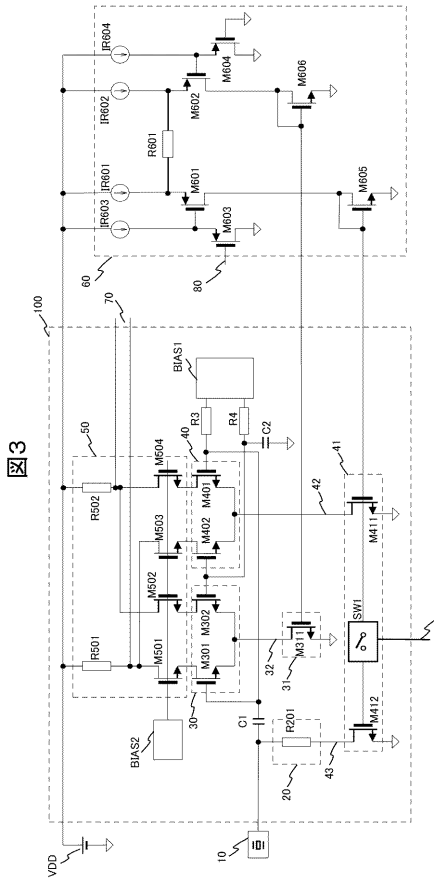 図3
100
70
60
80
50
40
41
42
30
31
32
20
43
10
VDD
IR603
IR601
IR602
IR604
R601
M601
M602
M603
M604
M605
M606
R501
R502
M501
M502
M503
M504
BIAS2
BIAS1
R3
R4
C2
M301
M302
M402
M401
C1
R201
M311
M411
M412
SW1